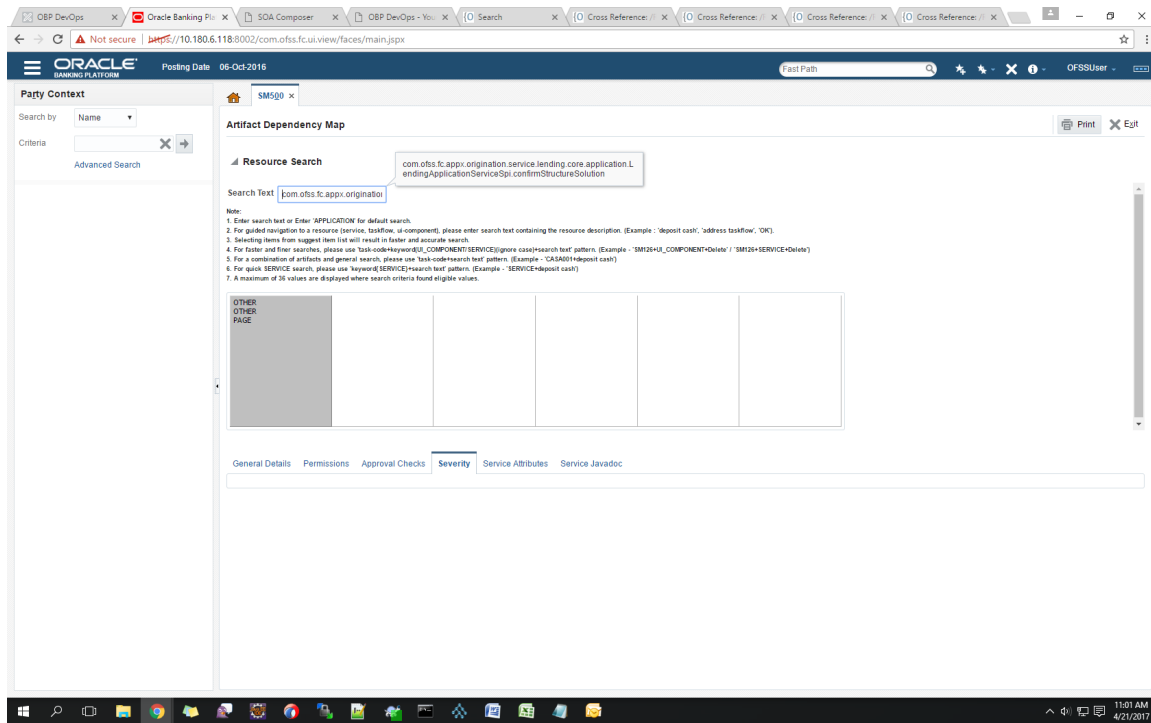 OBP DevOps
Oracle Banking Pla
SOA Composer
OBP DevOps - You
{O Search
{O Cross Reference: /
{O Cross Reference: /
{O Cross Reference: /
{O Cross Reference: /
Not secure | https://10.180.6.118:8002/com.ofss.fc.ui.view/faces/main.jspx
ORACLE
BANKING PLATFORM
Posting Date 06-Oct-2016
Fast Path
OFSSUser
Party Context
Search by Name
Criteria
Advanced Search
SM500
Artifact Dependency Map
Print
Exit
Resource Search
com.ofss.fc.appx.origination.service.lending.core.application.L
endingApplicationServiceSpi.confirmStructureSolution
Search Text com.ofss.fc.appx.origination
Note:
1. Enter search text or Enter 'APPLICATION' for default search.
2. For guided navigation to a resource (service, taskflow, ui-component), please enter search text containing the resource description. (Example : 'deposit cash', 'address taskflow', 'OK').
3. Selecting items from suggest item list will result in faster and accurate search.
4. For faster and finer searches, please use 'task-code+keyword(UI_COMPONENT/SERVICE)(ignore case)+search text' pattern. (Example - 'SM126+UI_COMPONENT+Delete' / 'SM126+SERVICE+Delete')
5. For a combination of artifacts and general search, please use 'task-code+search text' pattern. (Example - 'CASA001+deposit cash')
6. For quick SERVICE search, please use 'keyword(SERVICE)+search text' pattern. (Example - 'SERVICE+deposit cash')
7. A maximum of 36 values are displayed where search criteria found eligible values.
OTHER
OTHER
PAGE
General Details
Permissions
Approval Checks
Severity
Service Attributes
Service Javadoc
11:01 AM
4/21/2017